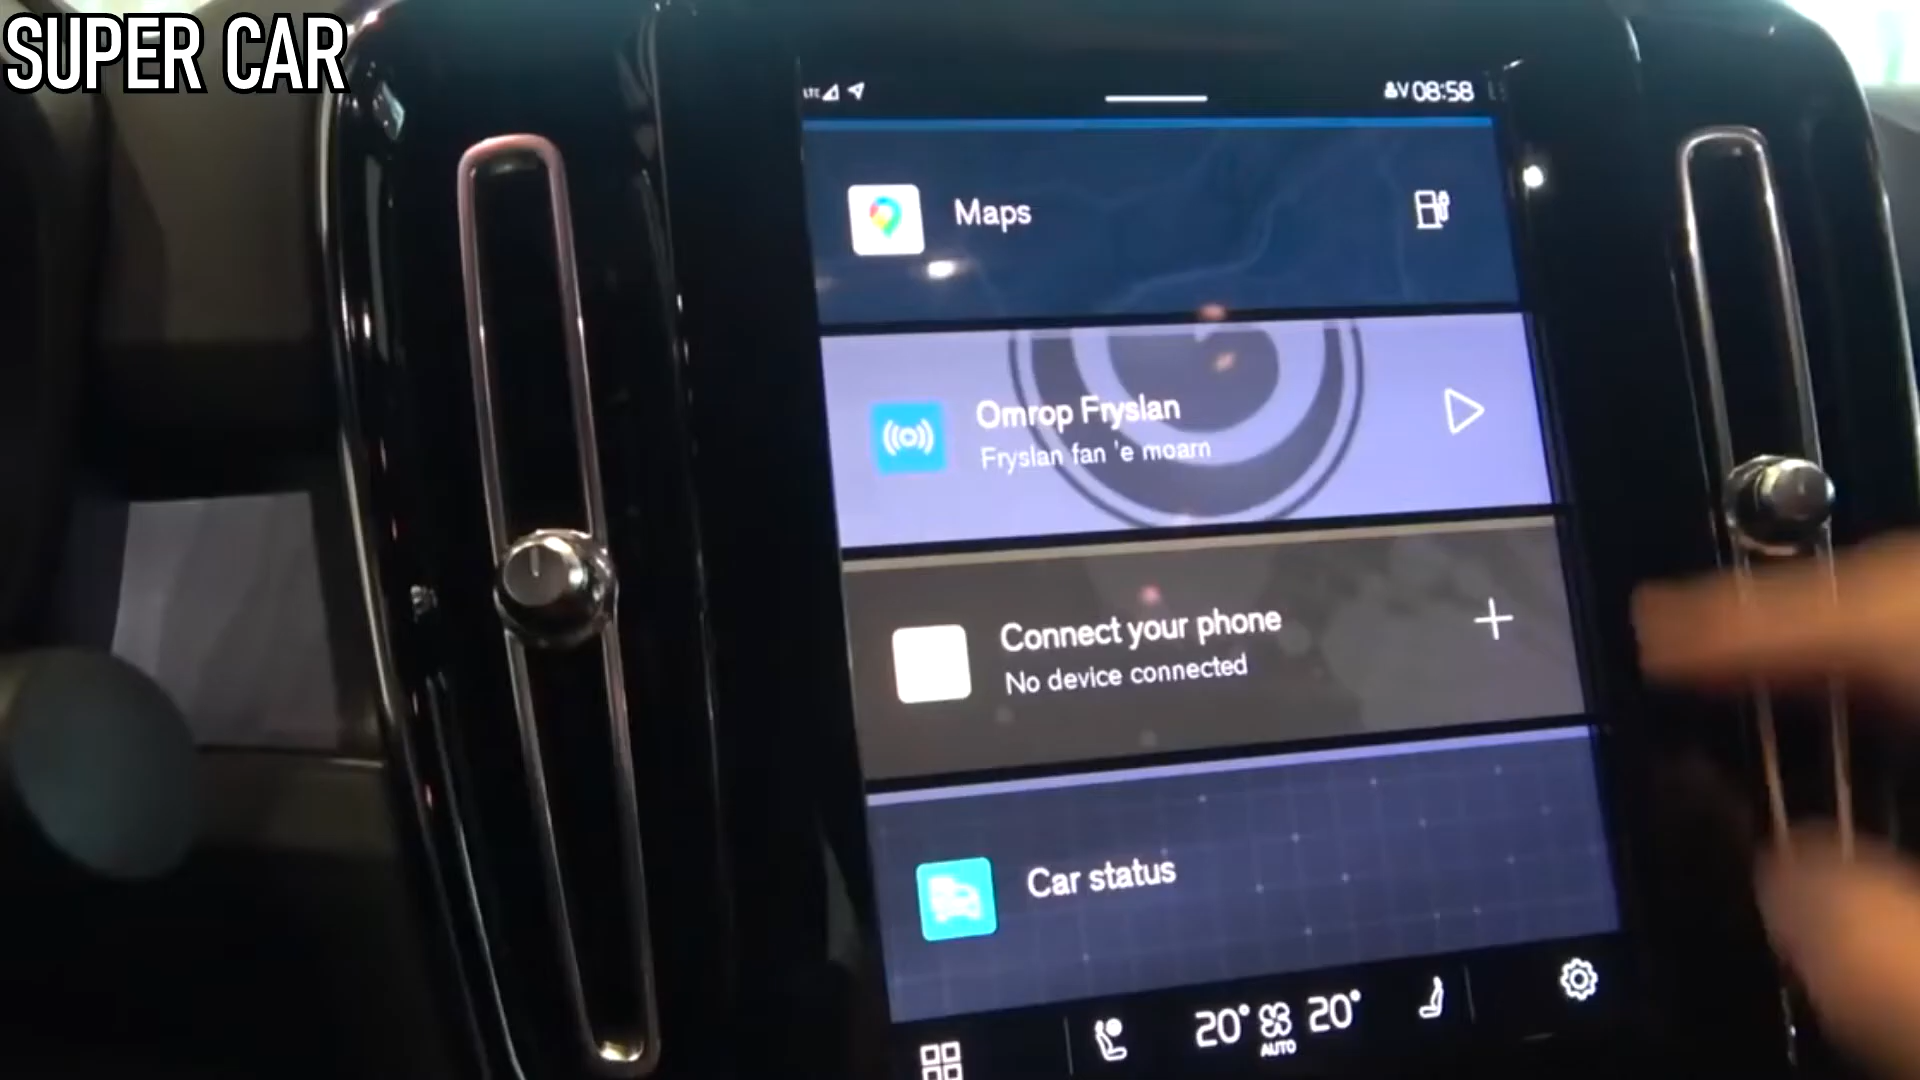 SUPER CAR
LTE
V 08:58
Maps
Omrop Fryslan
Fryslan fan 'e moarn
Connect your phone
No device connected
Car status
20° 20°
AUTO